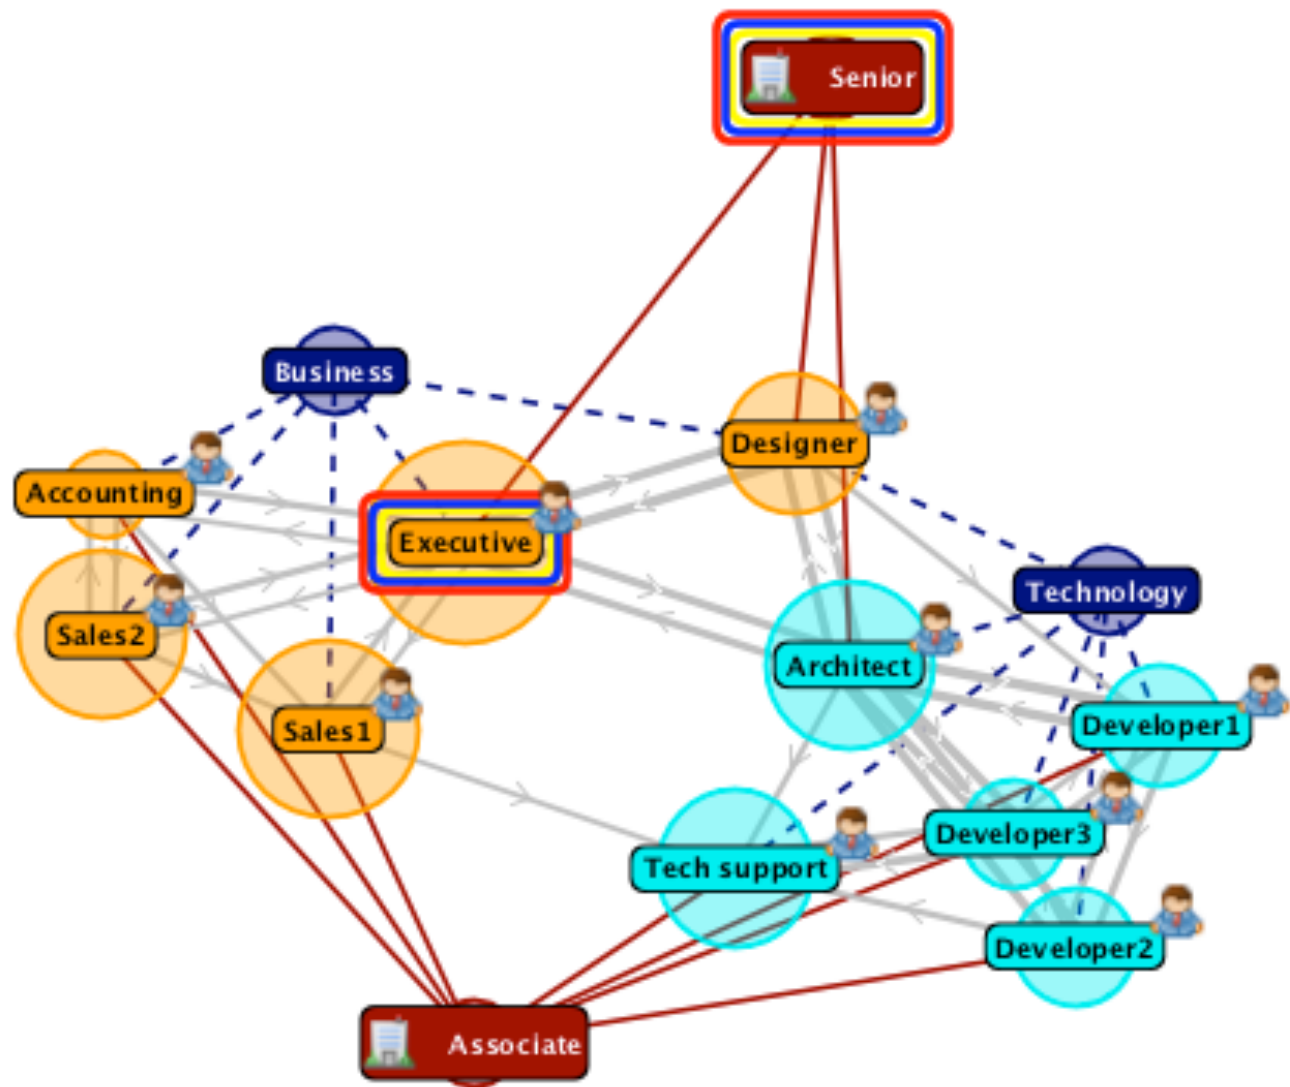 Senior
Business
Designer
Accounting
Executive
Technology
Sales2
Architect
Sales1
Developer1
Developer3
Tech support
Developer2
Associate